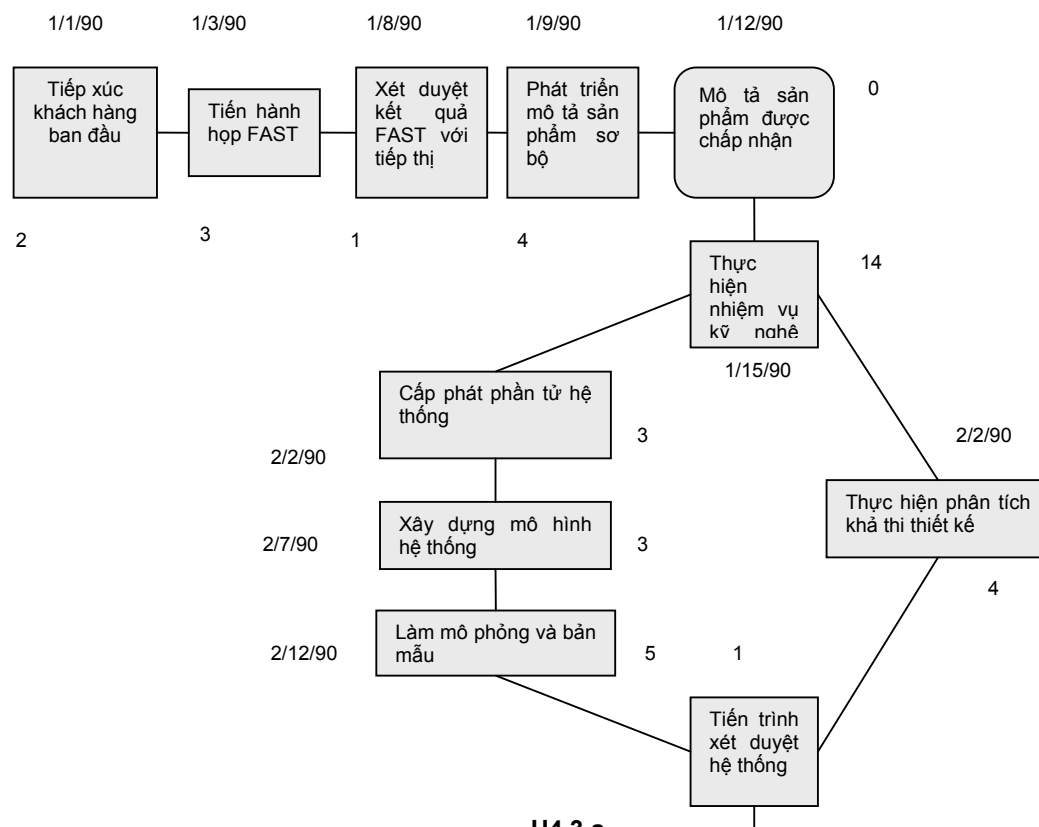 1/1/90
1/3/90
1/8/90
1/9/90
1/12/90
Tiếp xúc
khách hàng
ban đầu
Tiến hành
họp FAST
Xét duyệt
kết quả
FAST với
tiếp thị
Phát triển
mô tả sản
phẩm sơ
bộ
Mô tả sản
phẩm được
chấp nhận
0
2
3
1
4
Thực
hiện
nhiệm vụ
kỹ nghệ
14
1/15/90
Cấp phát phần tử hệ
thống
3
2/2/90
2/2/90
Thực hiện phân tích
khả thi thiết kế
4
Xây dựng mô hình
hệ thống
2/7/90
3
Làm mô phỏng và bản
mẫu
2/12/90
5
1
Tiến trình
xét duyệt
hệ thống